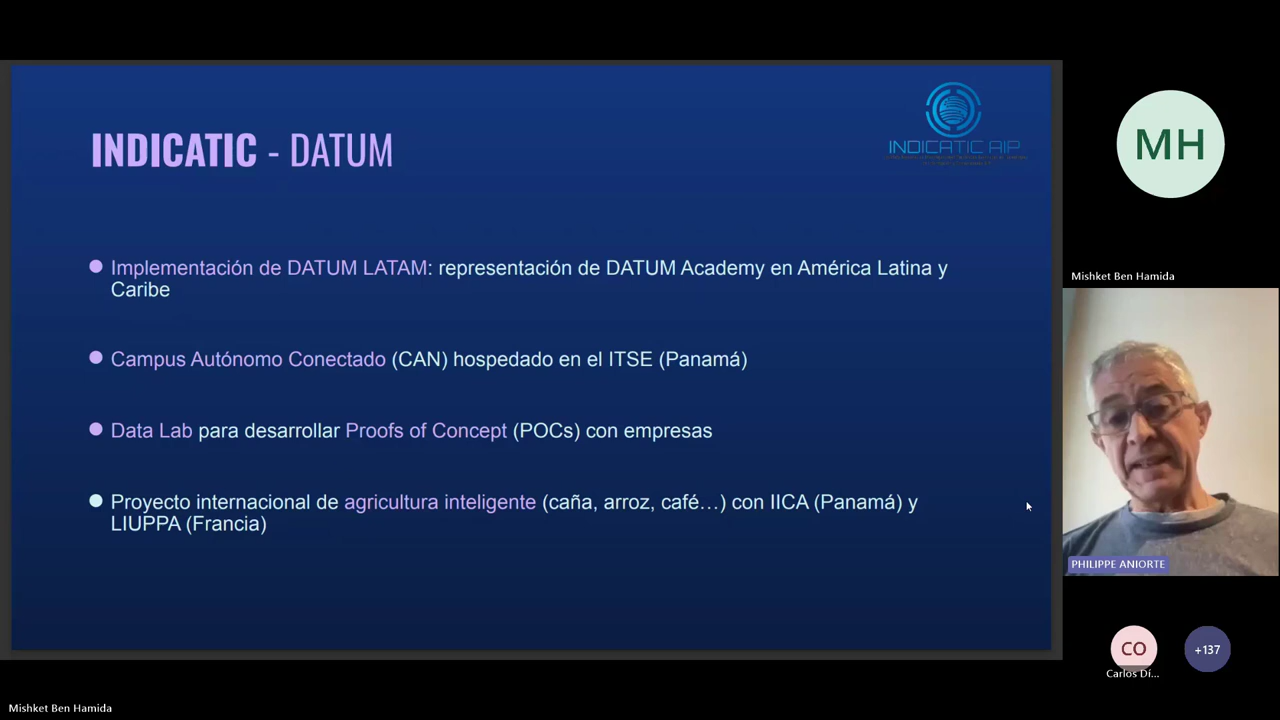 INDICATIC - DATUM
INDICATIC AIP
Implementación de DATUM LATAM: representación de DATUM Academy en América Latina y
Caribe
Campus Autónomo Conectado (CAN) hospedado en el ITSE (Panamá)
Data Lab para desarrollar Proofs of Concept (POCs) con empresas
Proyecto internacional de agricultura inteligente (caña, arroz, café…) con IICA (Panamá) y
LIUPPA (Francia)
MH
Mishket Ben Hamida
PHILIPPE ANIORTE
CO
+137
Carlos Dí...
Mishket Ben Hamida